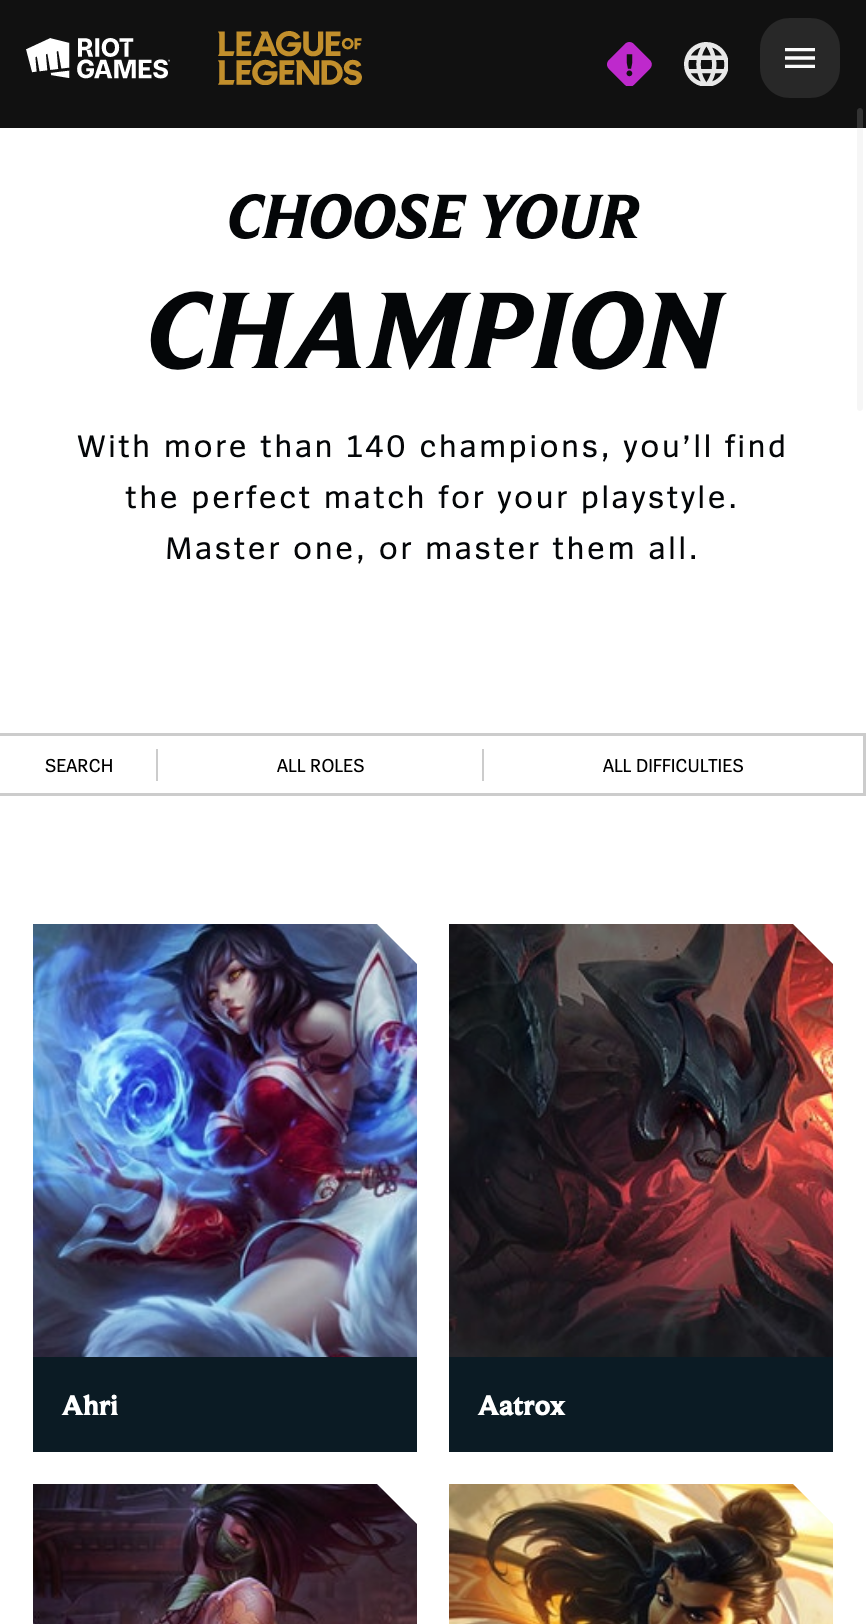 RIOT
GAMES
LEAGUE OF
LEGENDS
CHOOSE YOUR
CHAMPION
With more than 140 champions, you’ll find
the perfect match for your playstyle.
Master one, or master them all.
SEARCH
ALL ROLES
ALL DIFFICULTIES
Ahri
Aatrox